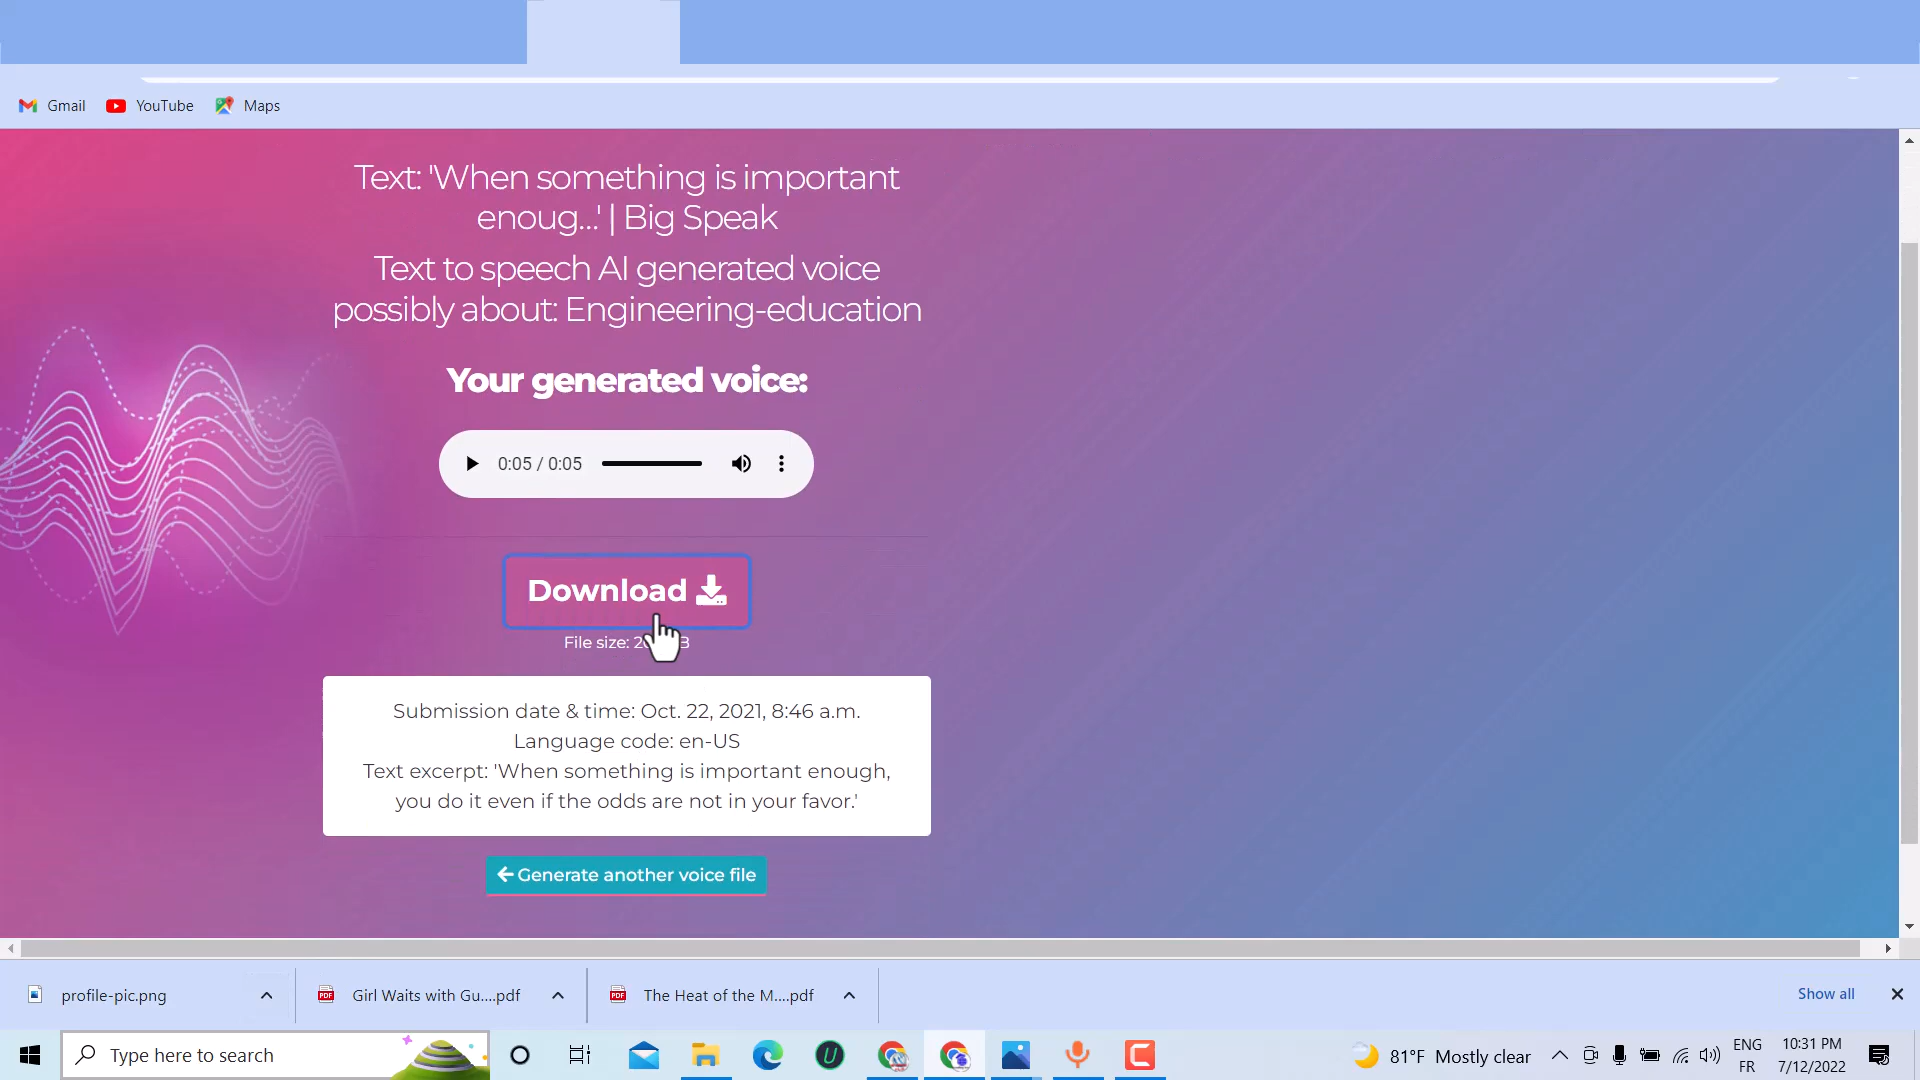 Gmail YouTube Maps
Text: 'When something is important
enoug...' | Big Speak
Text to speech AI generated voice
possibly about: Engineering-education
Your generated voice:
0:05 / 0:05
Download
File size:
Submission date & time: Oct. 22, 2021, 8:46 a.m.
Language code: en-US
Text excerpt: 'When something is important enough,
you do it even if the odds are not in your favor.'
Generate another voice file
profile-pic.png Girl Waits with Gu....pdf The Heat of the M....pdf Show all
Type here to search 81°F Mostly clear ENG 10:31 PM
FR 7/12/2022